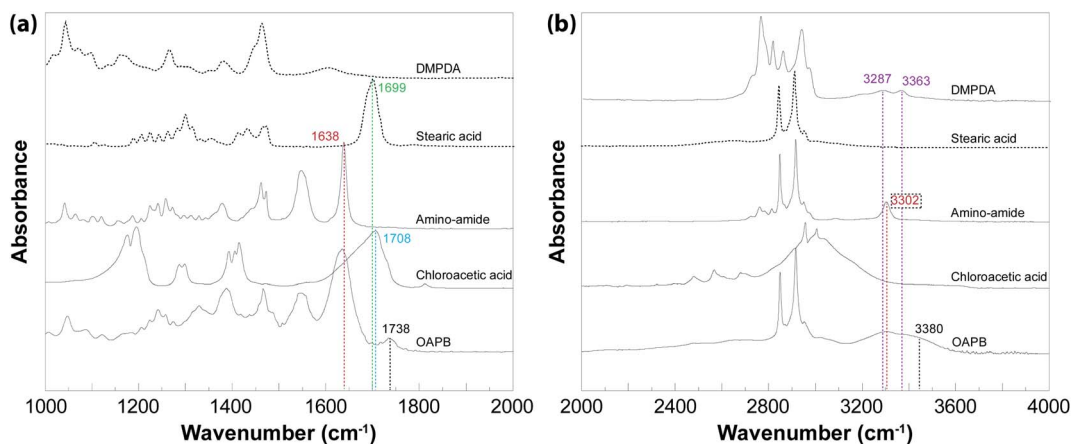 (a)
DMPDA
1699
Stearic acid
1638
Amino-amide
1708
Chloroacetic acid
1738
OAPB
Absorbance
1000 1200 1400 1600 1800 2000
Wavenumber (cm-1)
(b)
3287 3363
DMPDA
Stearic acid
3302
Amino-amide
Chloroacetic acid
3380
OAPB
Absorbance
2000 2400 2800 3200 3600 4000
Wavenumber (cm-1)